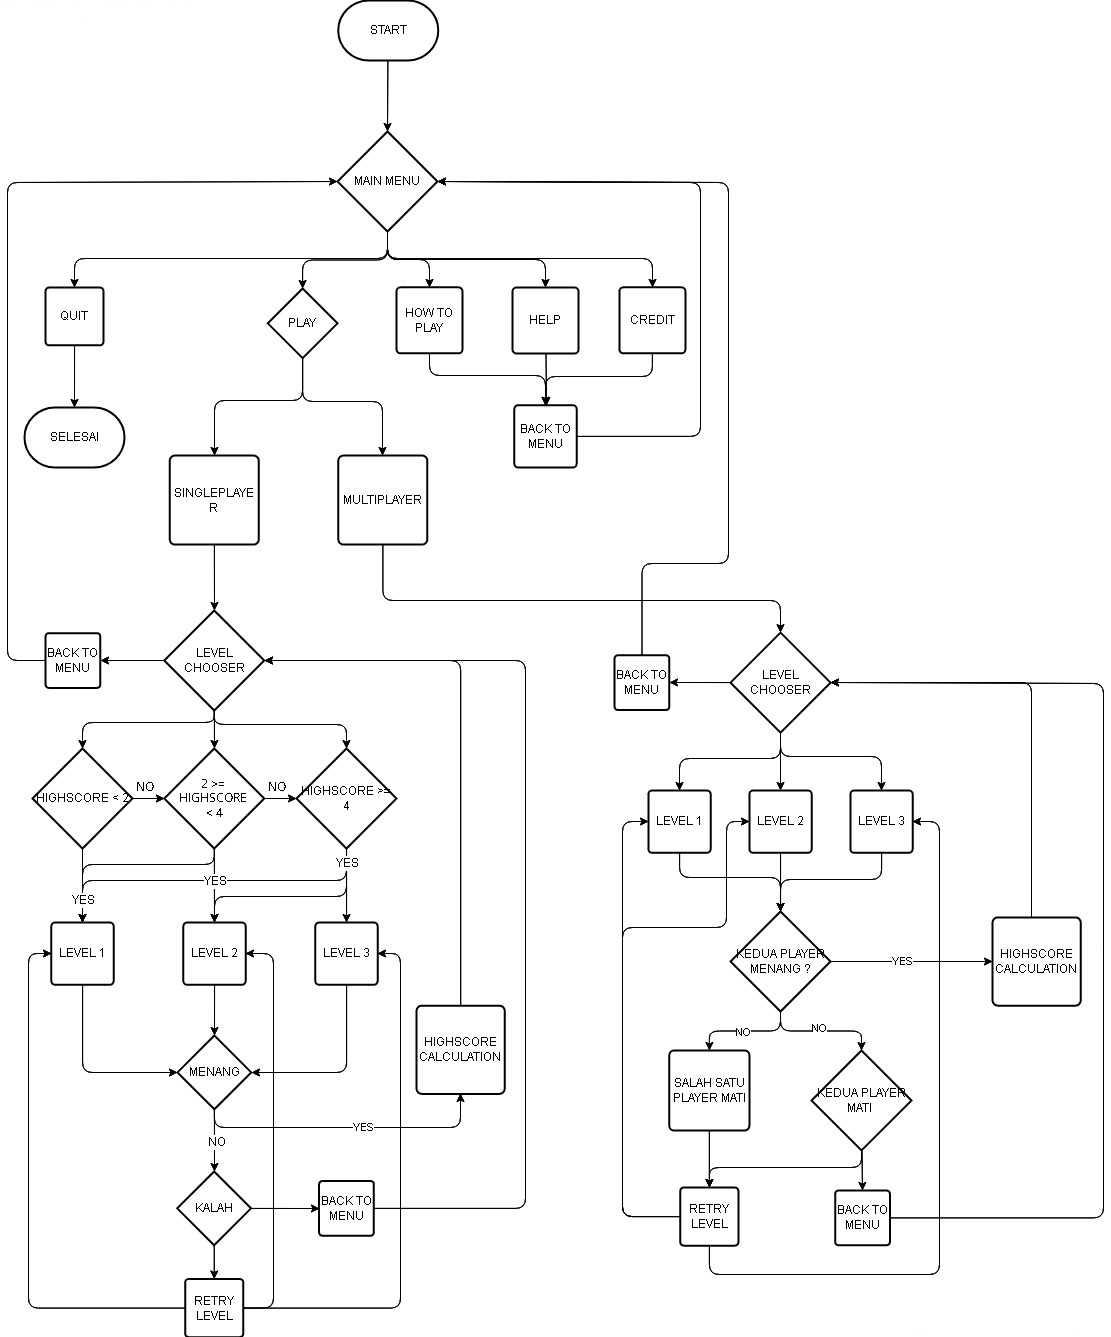 START
MAIN MENU
QUIT
PLAY
HOW TO
PLAY
HELP
CREDIT
SELESAI
BACK TO
MENU
SINGLEPLAYE
R
MULTIPLAYER
BACK TO
MENU
LEVEL
CHOOSER
BACK TO
MENU
LEVEL
CHOOSER
HIGHSCORE < 2
NO
2 >=
HIGHSCORE
< 4
NO
HIGHSCORE >=
4
YES
YES
YES
LEVEL 1
LEVEL 2
LEVEL 3
MENANG
HIGHSCORE
CALCULATION
YES
NO
KALAH
BACK TO
MENU
RETRY
LEVEL
LEVEL 1
LEVEL 2
LEVEL 3
KEDUA PLAYER
MENANG ?
YES
HIGHSCORE
CALCULATION
NO
NO
SALAH SATU
PLAYER MATI
KEDUA PLAYER
MATI
RETRY
LEVEL
BACK TO
MENU